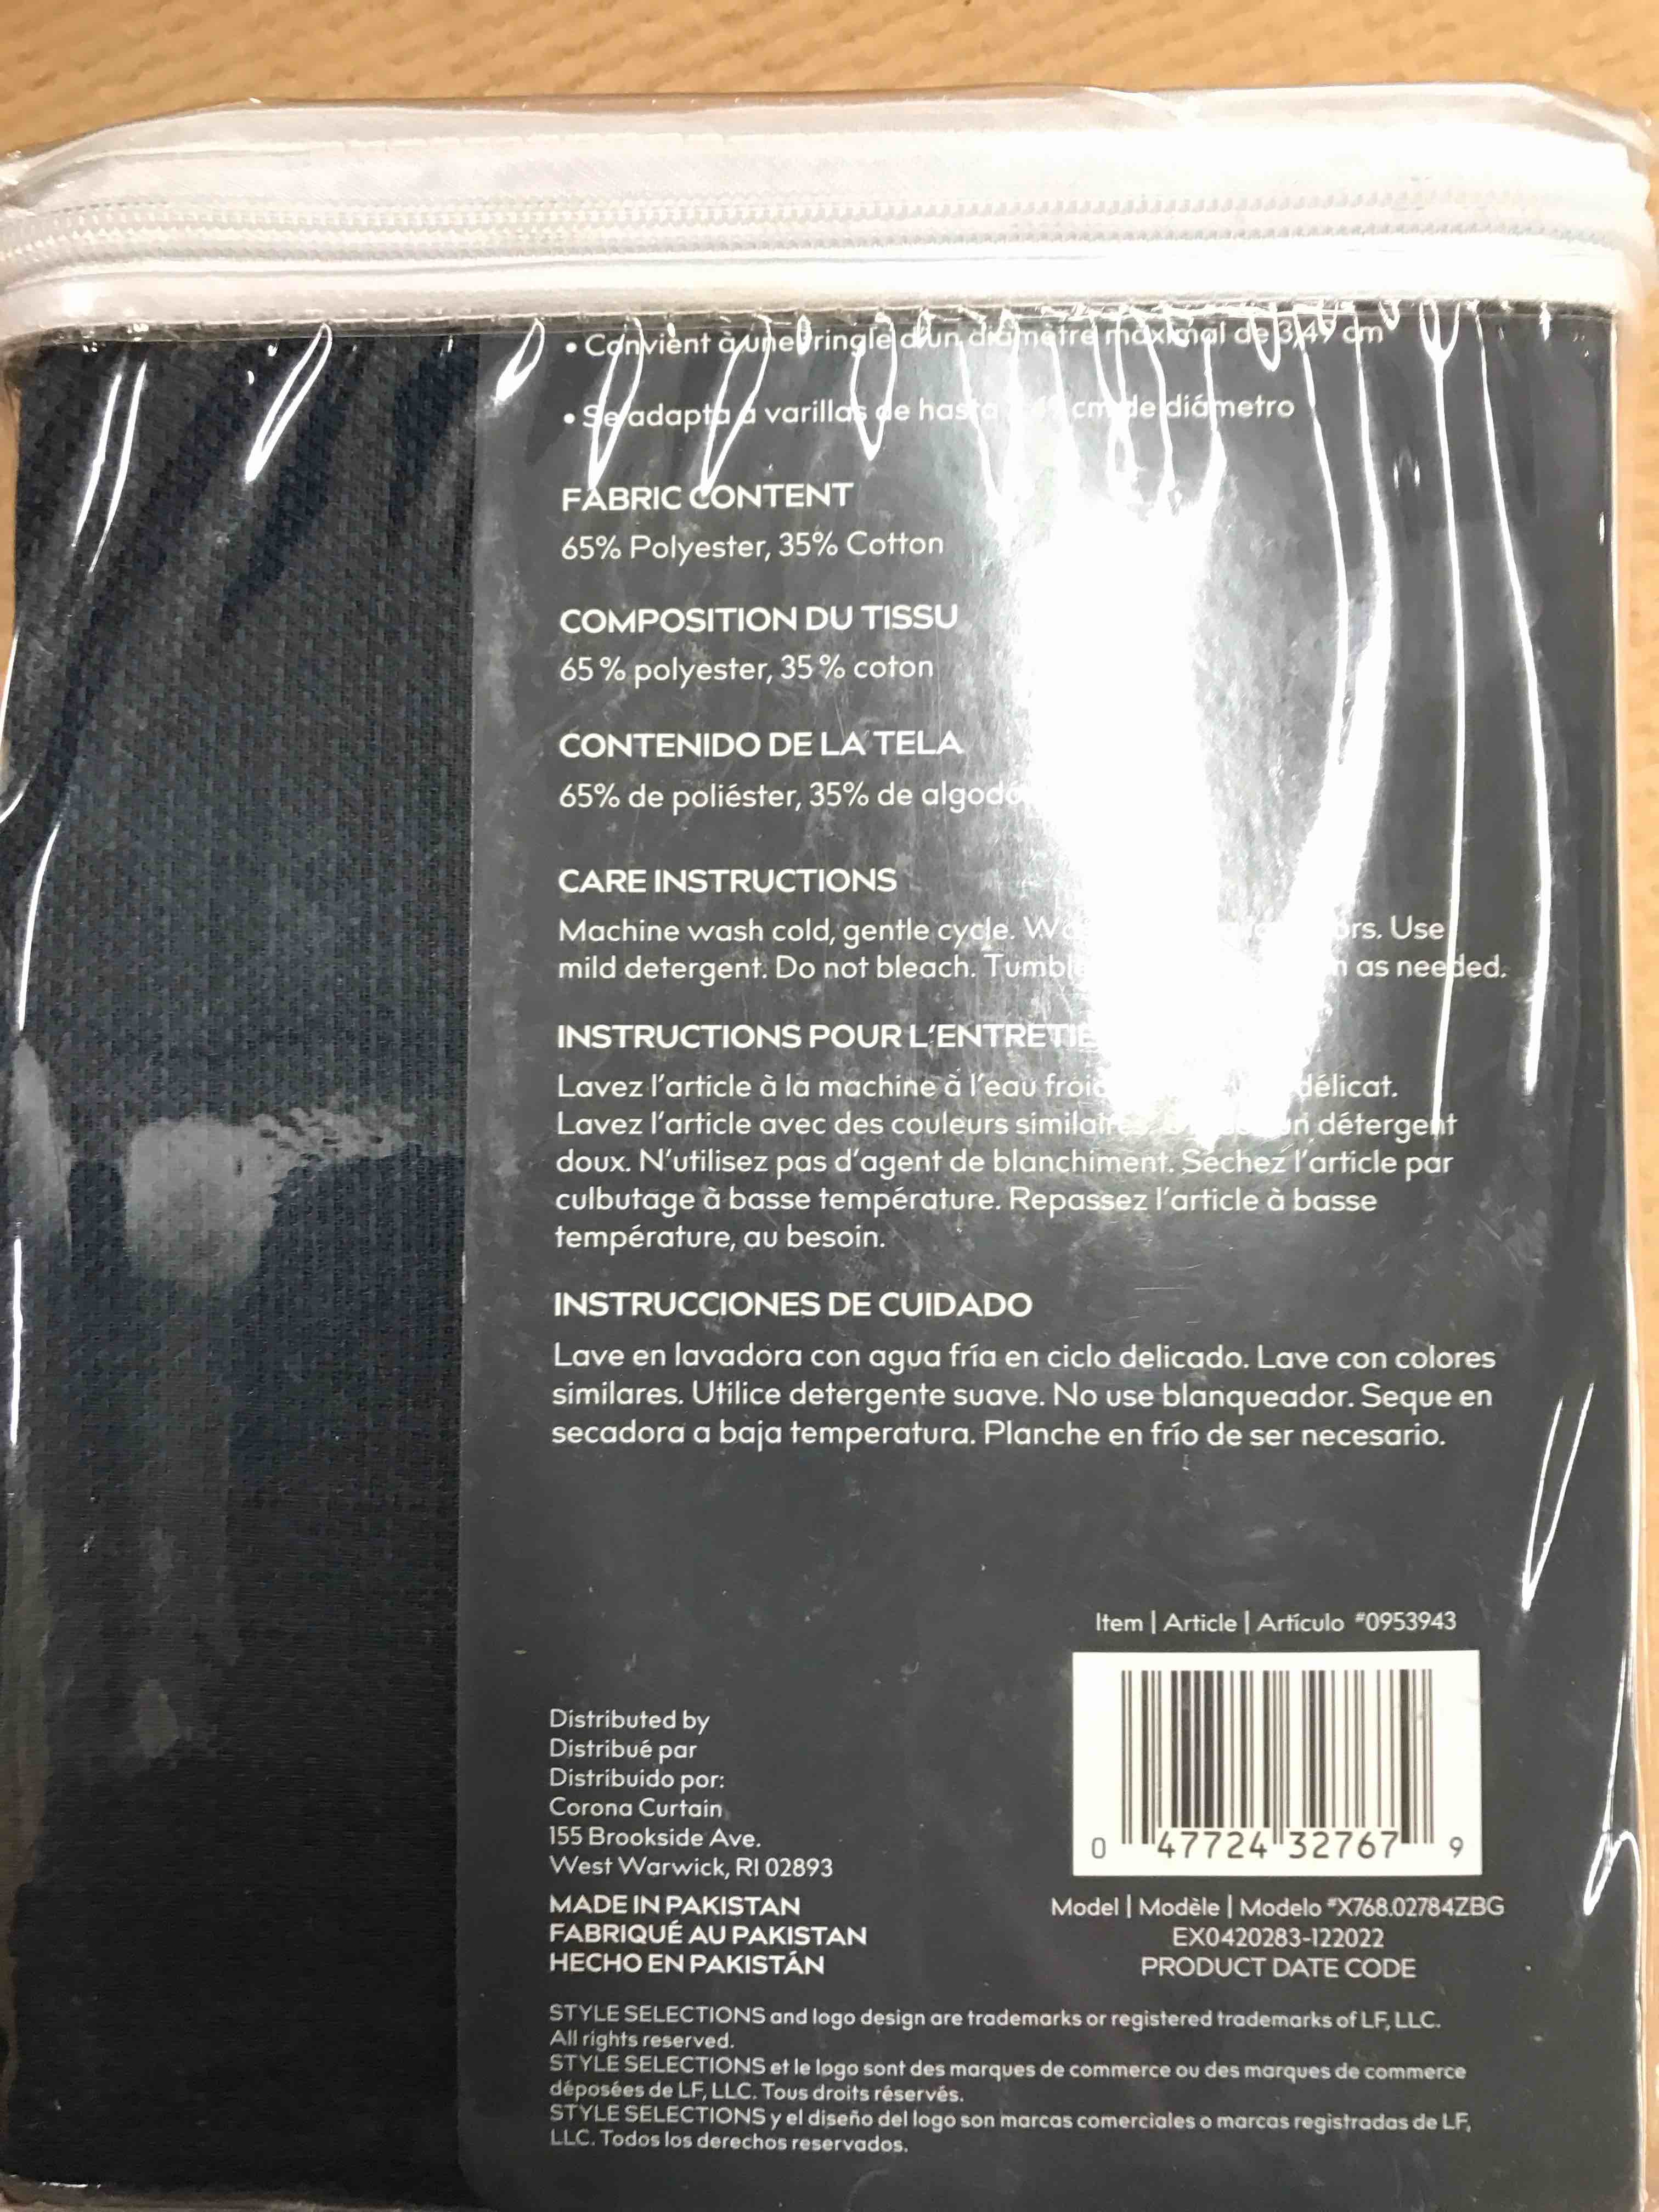 • Convient à une tringle d'un diamètre maximal de 3,49 cm
• Se adapta a varillas de hasta cm de diámetro
FABRIC CONTENT
65% Polyester, 35% Cotton
COMPOSITION DU TISSU
65 % polyester, 35 % coton
CONTENIDO DE LA TELA
65% de poliéster, 35% de
CARE INSTRUCTIONS
Machine wash cold, gentle cycle. Use
mild detergent. Do not bleach. as needed.
INSTRUCTIONS POUR
Lavez l'article à la machine à l'eau délicat.
Lavez l'article avec des couleurs détergent
doux. N'utilisez pas d'agent de blanchiment. Séchez l'article par
culbutage à basse température. Repassez l'article à basse
température, au besoin.
INSTRUCCIONES DE CUIDADO
Lave en lavadora con agua fría en ciclo delicado. Lave con colores
similares. Utilice detergente suave. No use blanqueador. Seque en
secadora a baja temperatura. Planche en frío de ser necesario.
Item | Article | Artículo #0953943
0 47724 32767 9
Distributed by
Distribué par
Distribuido por:
Corona Curtain
155 Brookside Ave.
West Warwick, RI 02893
MADE IN PAKISTAN
FABRIQUÉ AU PAKISTAN
HECHO EN PAKISTÁN
Model | Modèle | Modelo #X768.02784ZBG
EX0420283-122022
PRODUCT DATE CODE
STYLE SELECTIONS and logo design are trademarks or registered trademarks of LF, LLC.
All rights reserved.
STYLE SELECTIONS et le logo sont des marques de commerce ou des marques de commerce
déposées de LF, LLC. Tous droits réservés.
STYLE SELECTIONS y el diseño del logo son marcas comerciales o marcas registradas de LF,
LLC. Todos los derechos reservados.